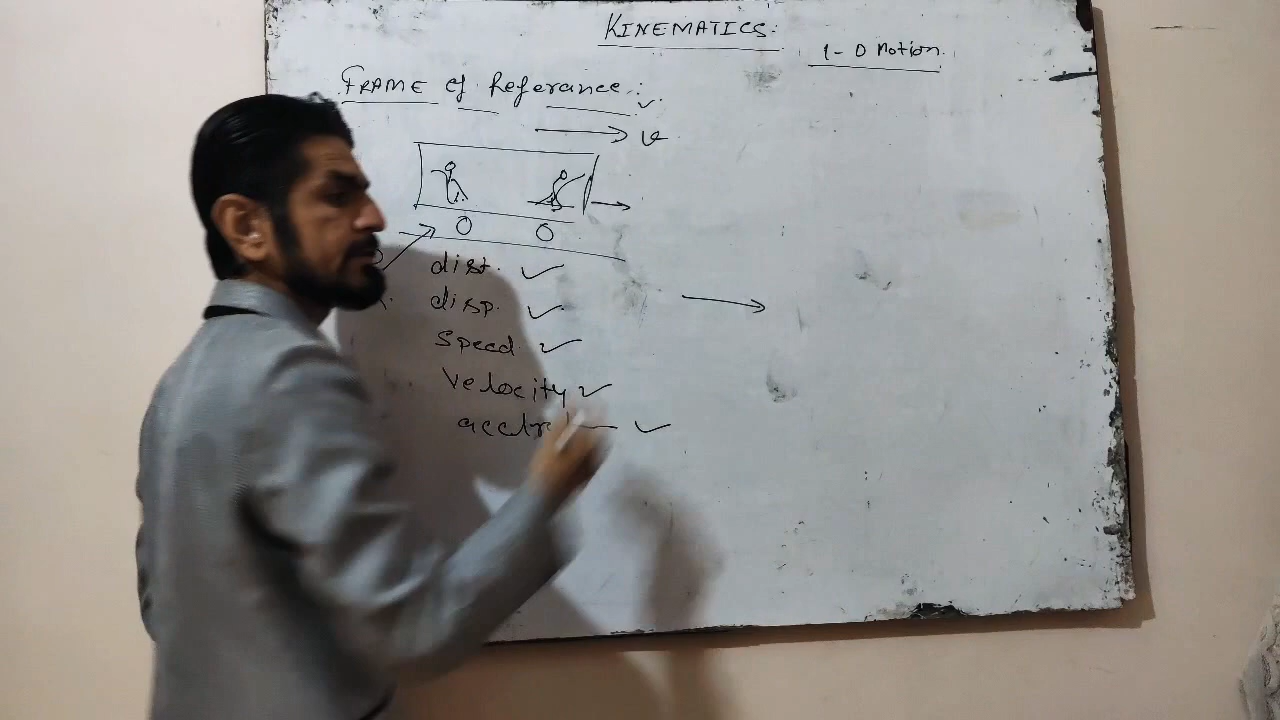 KINEMATICS:
1-D Motion.
FRAME of Referance:
v
dist.
disp.
speed
velocity